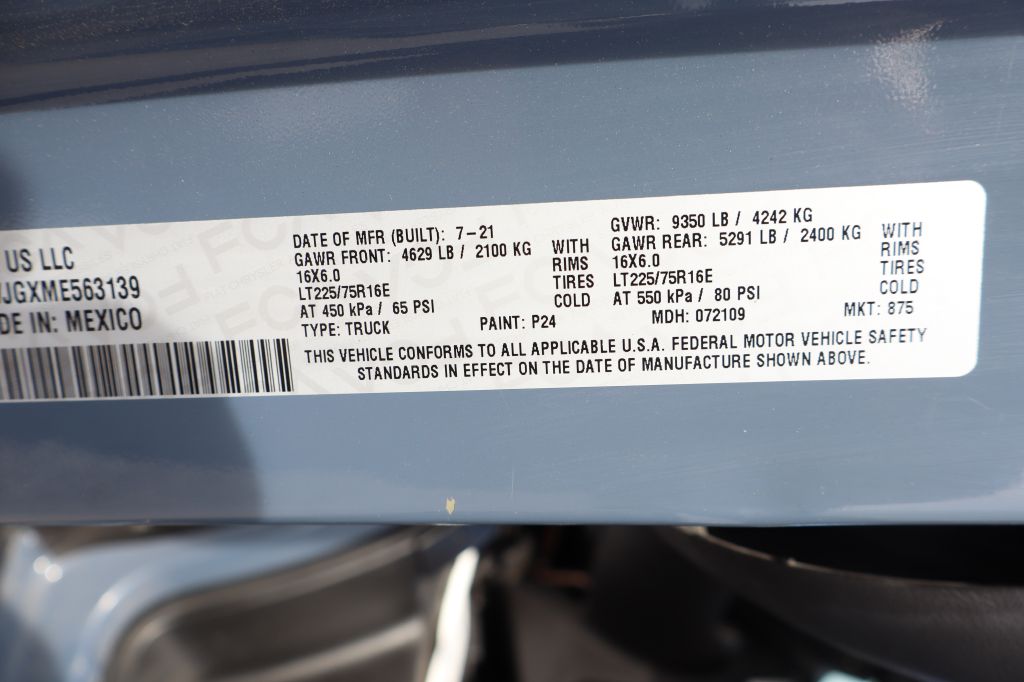 US LLC
JGXME563139
DE IN: MEXICO
DATE OF MFR (BUILT): 7-21
GAWR FRONT: 4629 LB / 2100 KG WITH
16X6.0 RIMS
LT225/75R16E TIRES
AT 450 kPa / 65 PSI COLD
TYPE: TRUCK PAINT: P24
GVWR: 9350 LB / 4242 KG
GAWR REAR: 5291 LB / 2400 KG WITH
16X6.0 RIMS
LT225/75R16E TIRES
AT 550 kPa / 80 PSI COLD
MDH: 072109 MKT: 875
THIS VEHICLE CONFORMS TO ALL APPLICABLE U.S.A. FEDERAL MOTOR VEHICLE SAFETY
STANDARDS IN EFFECT ON THE DATE OF MANUFACTURE SHOWN ABOVE.